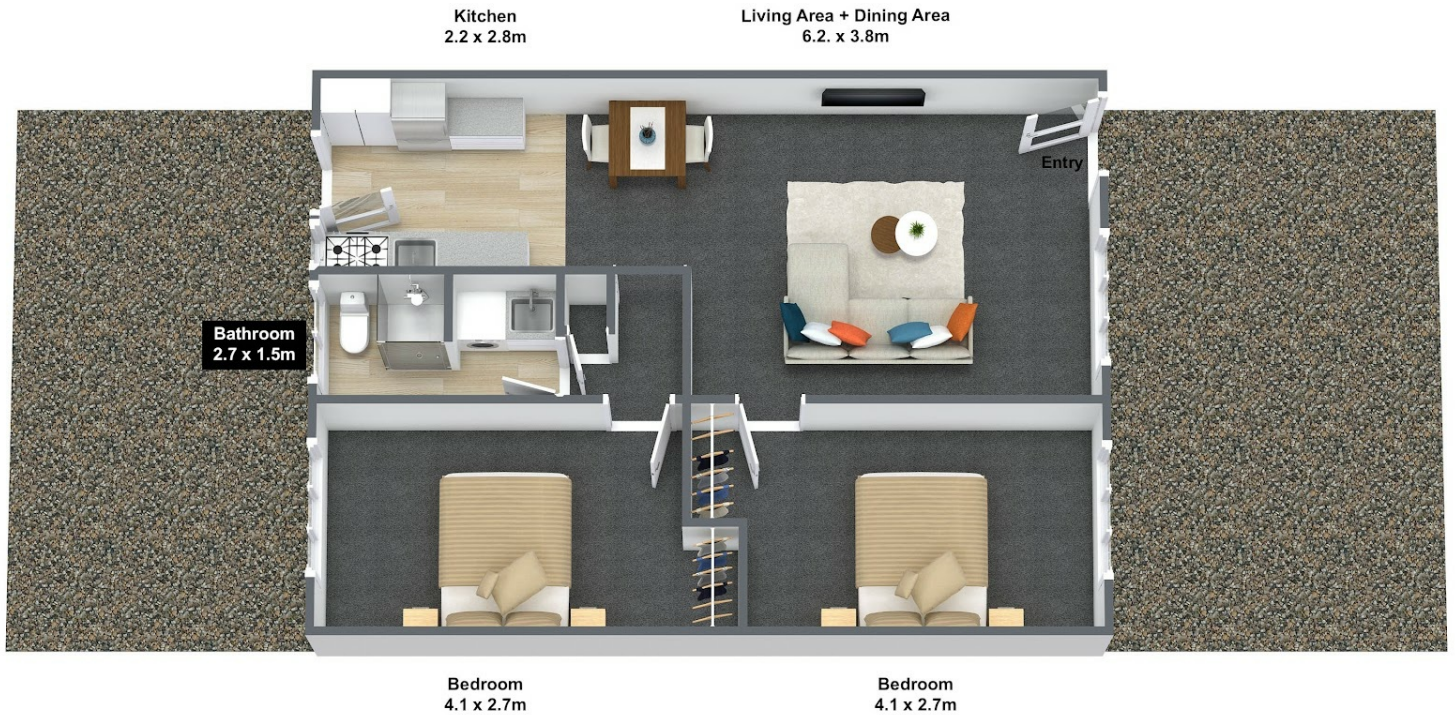 Kitchen
2.2 x 2.8m
Living Area + Dining Area
6.2. x 3.8m
Entry
Bathroom
2.7 x 1.5m
Bedroom
4.1 x 2.7m
Bedroom
4.1 x 2.7m